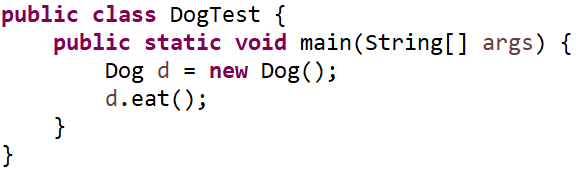 public class DogTest {
    public static void main(String[] args) {
        Dog d = new Dog();
        d.eat();
    }
}